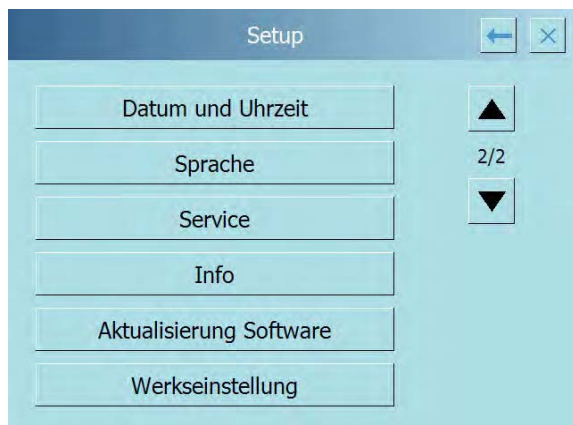 Setup
Datum und Uhrzeit
Sprache
2/2
Service
Info
Aktualisierung Software
Werkseinstellung